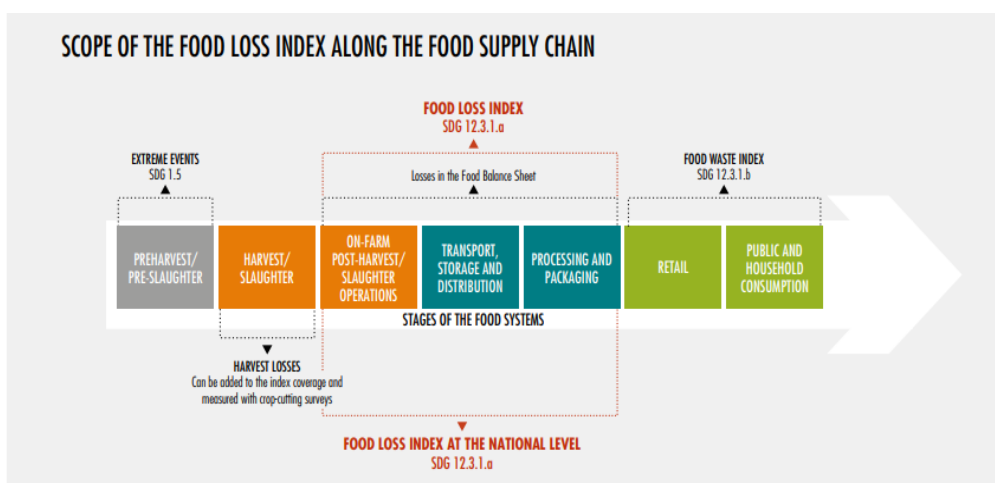 SCOPE OF THE FOOD LOSS INDEX ALONG THE FOOD SUPPLY CHAIN
FOOD LOSS INDEX
SDG 12.3.1.a
EXTREME EVENTS
SDG 1.5
Losses in the Food Balance Sheet
FOOD WASTE INDEX
SDG 12.3.1.b
PREHARVEST/
PRE-SLAUGHTER
HARVEST/
SLAUGHTER
ON-FARM
POST-HARVEST/
SLAUGHTER
OPERATIONS
TRANSPORT,
STORAGE AND
DISTRIBUTION
PROCESSING AND
PACKAGING
RETAIL
PUBLIC AND
HOUSEHOLD
CONSUMPTION
STAGES OF THE FOOD SYSTEMS
HARVEST LOSSES
Can be added to the index coverage and
measured with crop-cutting surveys
FOOD LOSS INDEX AT THE NATIONAL LEVEL
SDG 12.3.1.a